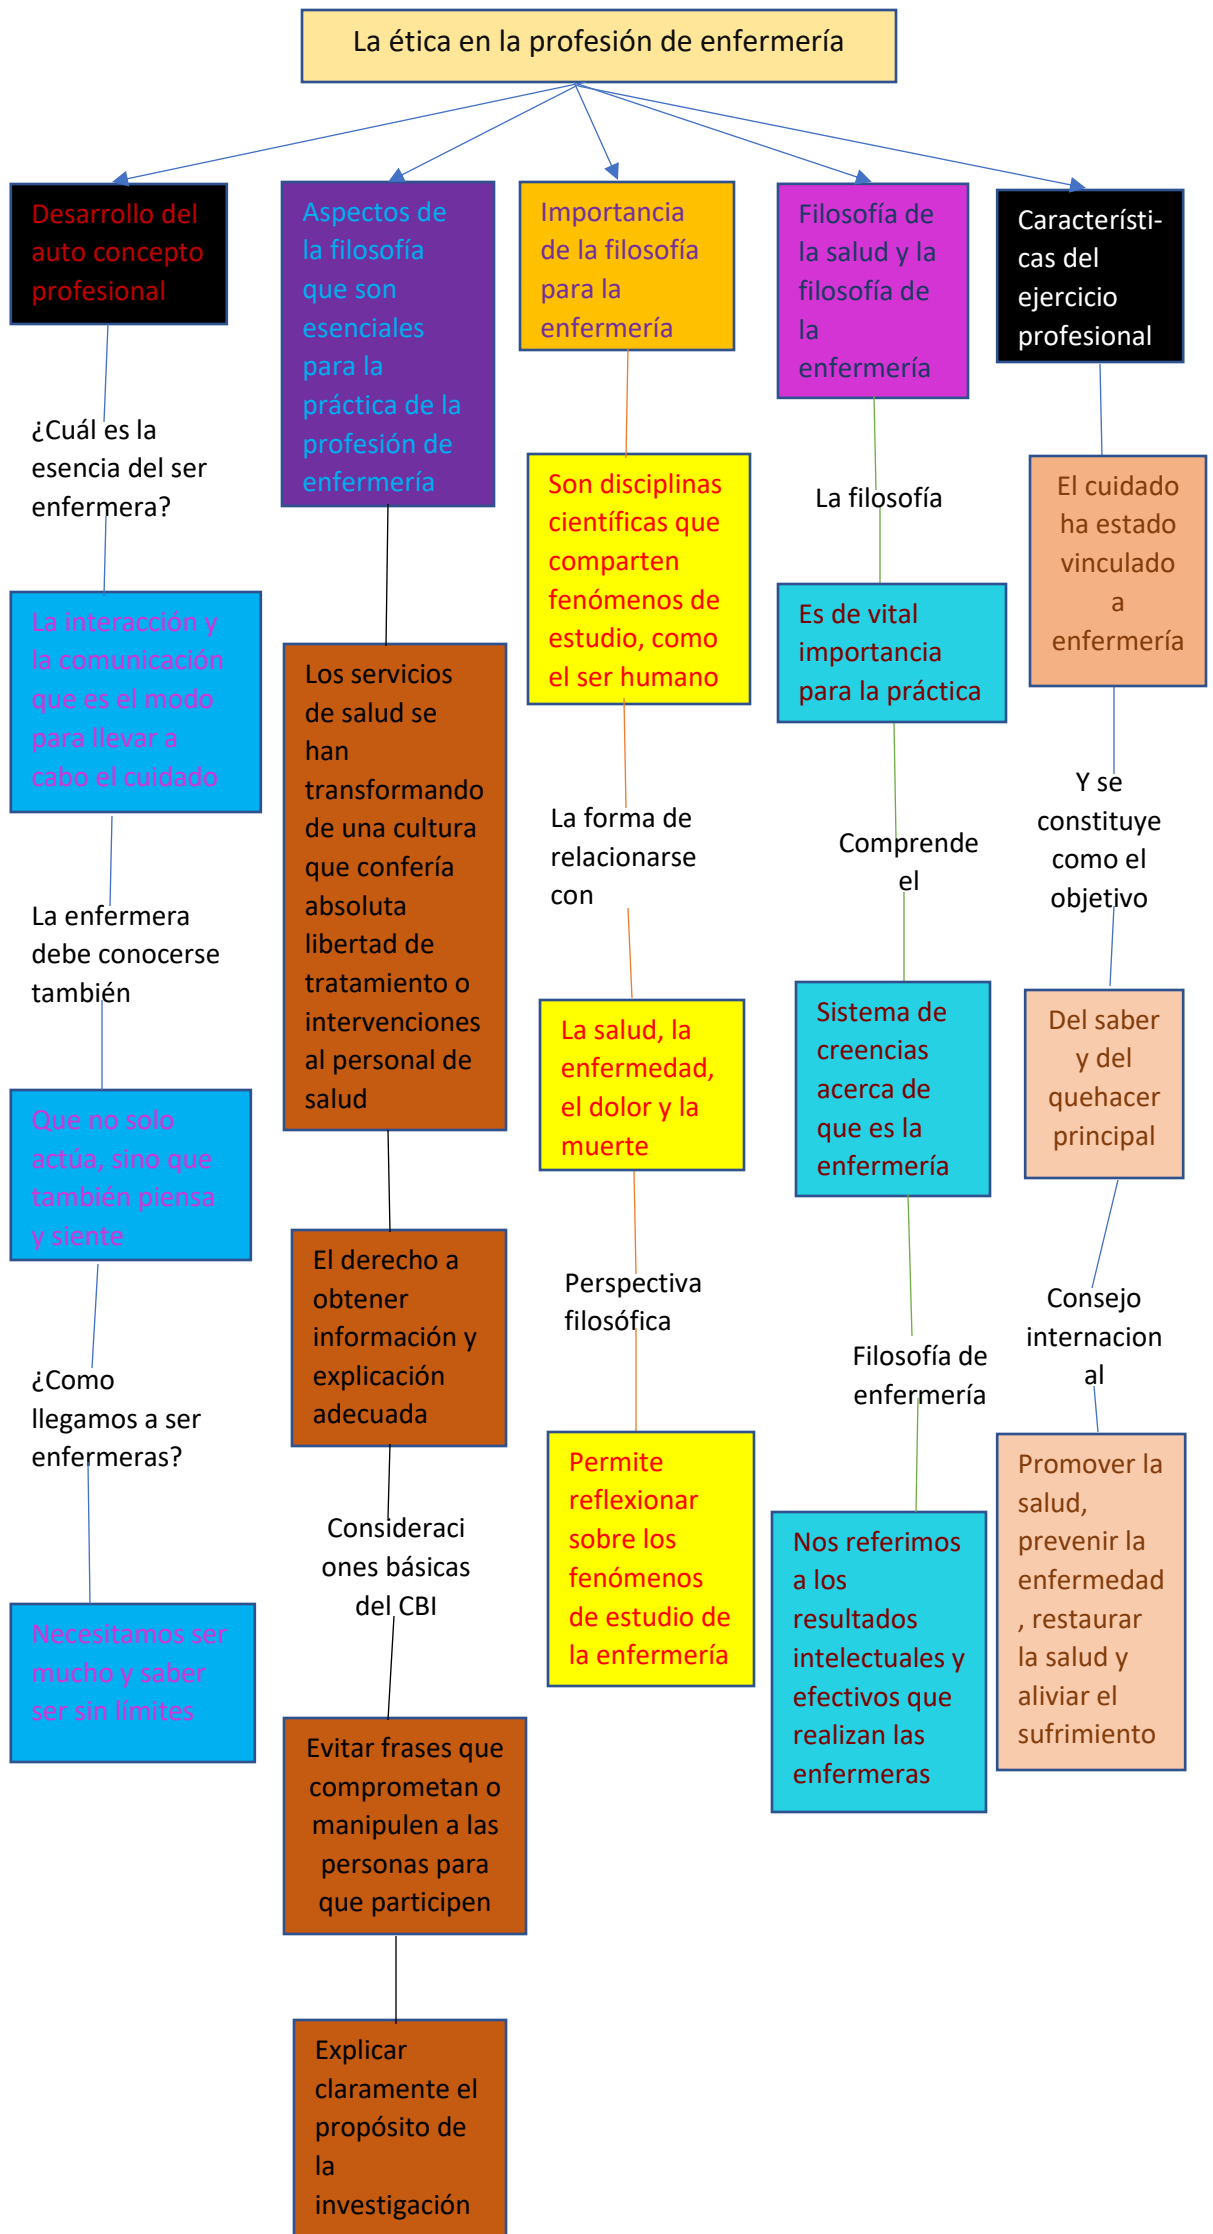 La ética en la profesión de enfermería
Desarrollo del
auto concepto
profesional
¿Cuál es la
esencia del ser
enfermera?
La interacción y
la comunicación
que es el modo
para llevar a
cabo el cuidado
La enfermera
debe conocerse
también
Que no solo
actúa, sino que
también piensa
y siente
¿Como
llegamos a ser
enfermeras?
Necesitamos ser
mucho y saber
ser sin límites
Aspectos de
la filosofía
que son
esenciales
para la
práctica de la
profesión de
enfermería
Los servicios
de salud se
han
transformando
de una cultura
que confería
absoluta
libertad de
tratamiento o
intervenciones
al personal de
salud
El derecho a
obtener
información y
explicación
adecuada
Consideraci
ones básicas
del CBI
Evitar frases que
comprometan o
manipulen a las
personas para
que participen
Explicar
claramente el
propósito de
la
investigación
Importancia
de la filosofía
para la
enfermería
Son disciplinas
científicas que
comparten
fenómenos de
estudio, como
el ser humano
La forma de
relacionarse
con
La salud, la
enfermedad,
el dolor y la
muerte
Perspectiva
filosófica
Permite
reflexionar
sobre los
fenómenos
de estudio de
la enfermería
Filosofía de
la salud y la
filosofía de
la
enfermería
La filosofía
Es de vital
importancia
para la práctica
Comprende
el
Sistema de
creencias
acerca de
que es la
enfermería
Filosofía de
enfermería
Nos referimos
a los
resultados
intelectuales y
efectivos que
realizan las
enfermeras
Característi-
cas del
ejercicio
profesional
El cuidado
ha estado
vinculado
a
enfermería
Y se
constituye
como el
objetivo
Del saber
y del
quehacer
principal
Consejo
internacion
al
Promover la
salud,
prevenir la
enfermedad
, restaurar
la salud y
aliviar el
sufrimiento